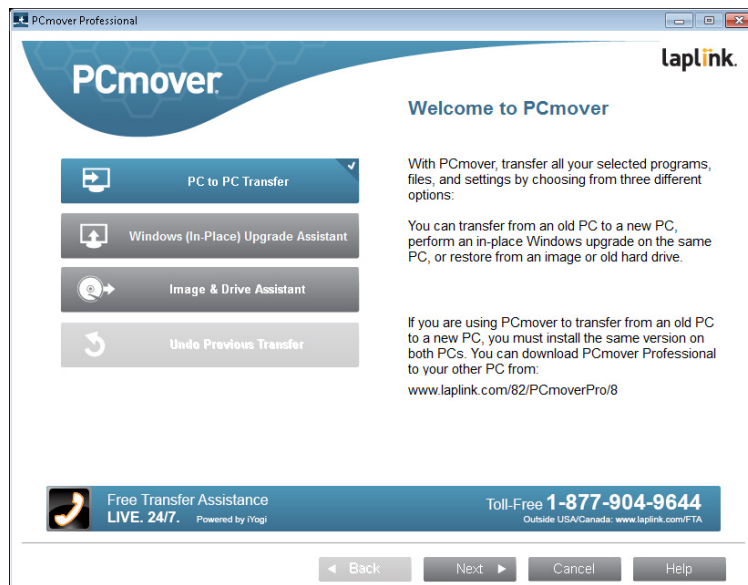 PCmover Professional
laplink.
PCmover
Welcome to PCmover
PC to PC Transfer
Windows (In-Place) Upgrade Assistant
Image & Drive Assistant
Undo Previous Transfer
With PCmover, transfer all your selected programs,
files, and settings by choosing from three different
options:
You can transfer from an old PC to a new PC,
perform an in-place Windows upgrade on the same
PC, or restore from an image or old hard drive.
If you are using PCmover to transfer from an old PC
to a new PC, you must install the same version on
both PCs. You can download PCmover Professional
to your other PC from:
www.laplink.com/82/PCmoverPro/8
Free Transfer Assistance
LIVE. 24/7. Powered by iYogi
Toll-Free 1-877-904-9644
Outside USA/Canada: www.laplink.com/FTA
Back
Next
Cancel
Help